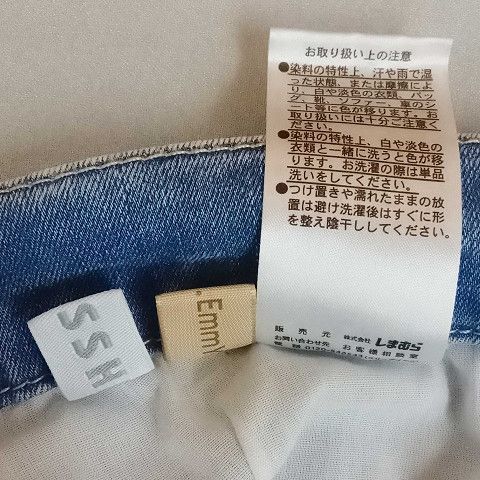 お取り扱い上の注意
●染料の特性上、汗や雨で湿
った状態、または摩擦によ
り、白や淡色の衣類、バッ
グ、靴、ソファー、車のシー
ト等に色が移ります。お
取り扱いには十分ご注意く
ださい。
●染料の特性上、白や淡色の
衣類と一緒に洗うと色が移
ります。お洗濯の際は単品
洗いをしてください。
●つけ置きや濡れたままの放
置は避け洗濯後はすぐに形
を整え陰干ししてください。
販売元 株式会社 しまむら
お問い合わせ先 お客様相談室
Emm
SSH